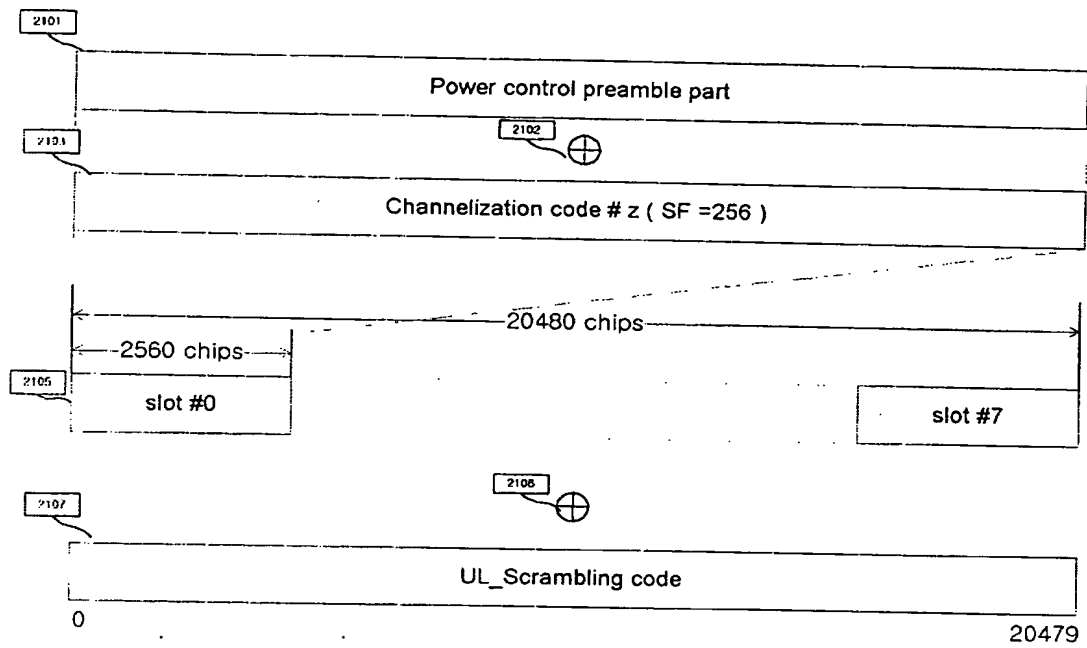 2101
Power control preamble part
2102
2103
Channelization code # z ( SF =256 )
20480 chips
2560 chips
2105
slot #0
slot #7
2106
2107
UL_Scrambling code
0
20479